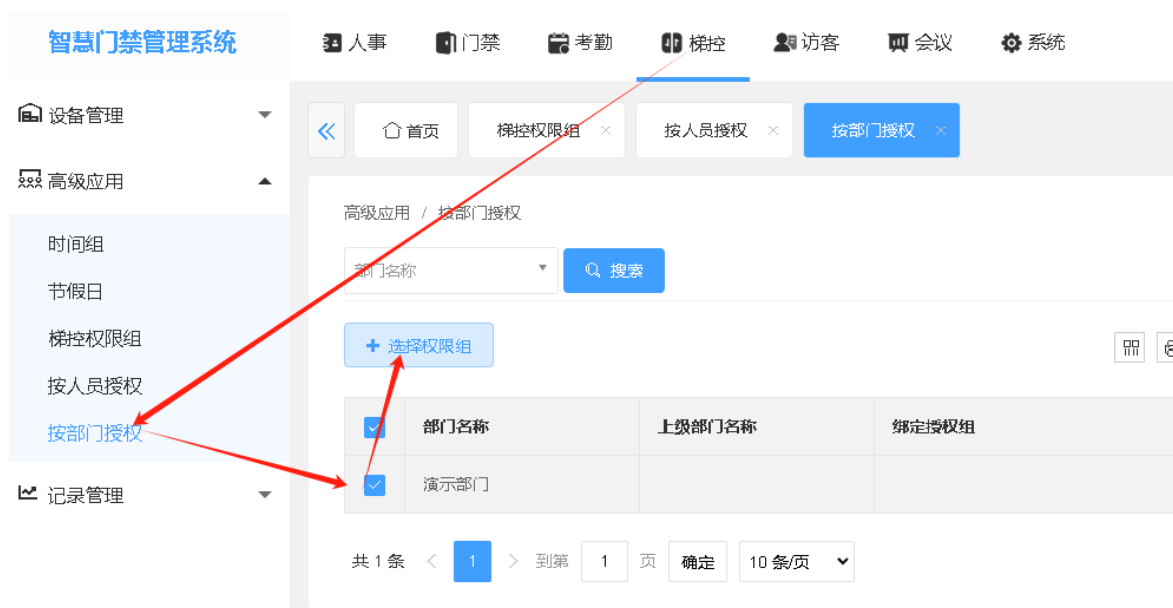 智慧门禁管理系统
人事 门禁 考勤 梯控 访客 会议 系统
设备管理
高级应用
时间组
节假日
梯控权限组
按人员授权
按部门授权
记录管理
首页 梯控权限组 × 按人员授权 × 按部门授权 ×
高级应用 / 按部门授权
部门名称 搜索
+ 选择权限组
部门名称 上级部门名称 绑定授权组
演示部门
共 1 条 < 1 > 到第 1 页 确定 10 条/页